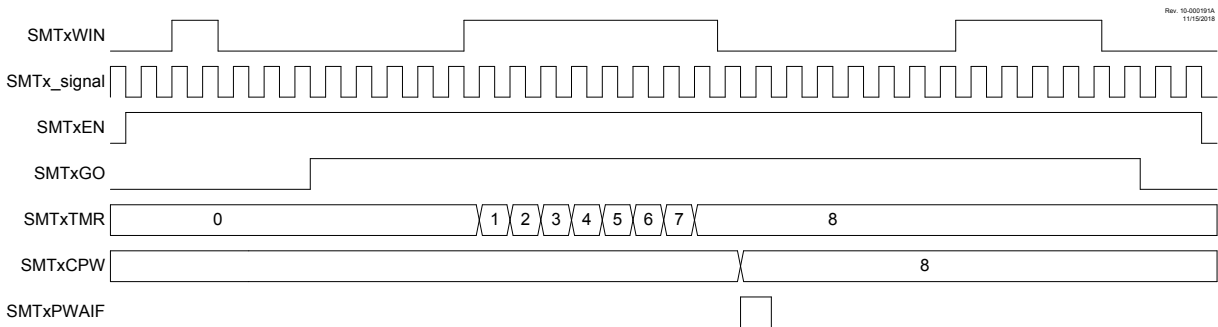 Rev. 10-000191A
11/15/2018
SMTxWIN
SMTx_signal
SMTxEN
SMTxGO
SMTxTMR 0 1 2 3 4 5 6 7 8
SMTxCPW 8
SMTxPWAIF